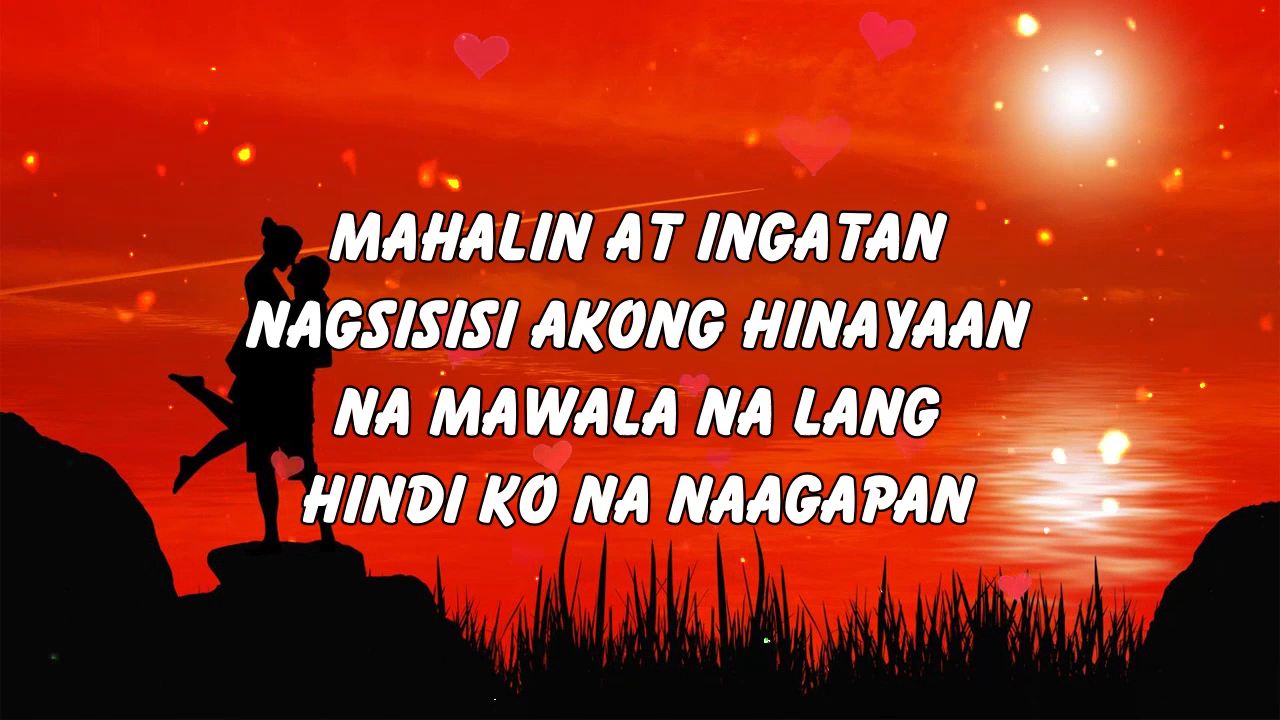 MAHALIN AT INGATAN
NAGSISISI AKONG HINAYAAN
NA MAWALA NA LANG
HINDI KO NA NAAGAPAN